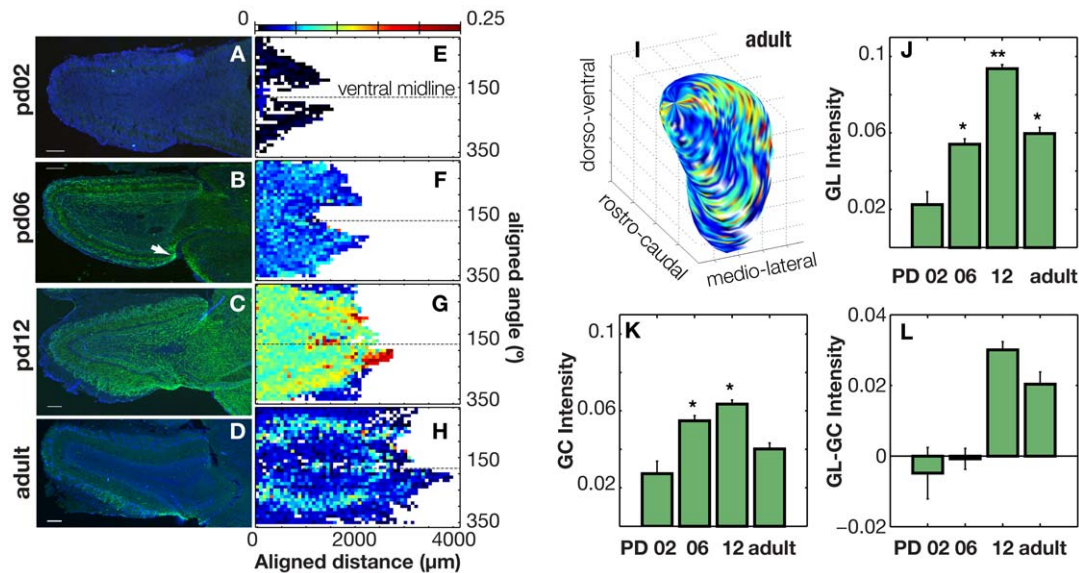 0 0.25
pd02
A
E
150
ventral midline
350
pd06
B
F
150
350
pd12
C
G
150
350
adult
D
H
150
350
aligned angle (º)
0 2000 4000
Aligned distance (µm)
I adult
dorso-ventral
rostro-caudal
medio-lateral
J
GL Intensity
0.1
0.06
0.02
* ** *
PD 02 06 12 adult
K
GC Intensity
0.1
0.06
0.02
* *
PD 02 06 12 adult
L
GL-GC Intensity
0.04
0.02
0
−0.02
PD 02 06 12 adult